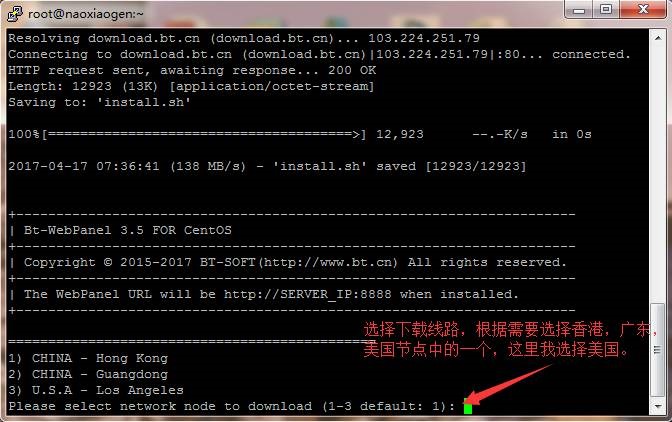 root@naoxiaogen:~
Resolving download.bt.cn (download.bt.cn)... 103.224.251.79
Connecting to download.bt.cn (download.bt.cn)|103.224.251.79|:80... connected.
HTTP request sent, awaiting response... 200 OK
Length: 12923 (13K) [application/octet-stream]
Saving to: 'install.sh'
100%[======================================>] 12,923      --.-K/s   in 0s
2017-04-17 07:36:41 (138 MB/s) - 'install.sh' saved [12923/12923]
+----------------------------------------------------------------------
| Bt-WebPanel 3.5 FOR CentOS
+----------------------------------------------------------------------
| Copyright © 2015-2017 BT-SOFT(http://www.bt.cn) All rights reserved.
+----------------------------------------------------------------------
| The WebPanel URL will be http://SERVER_IP:8888 when installed.
+----------------------------------------------------------------------
选择下载线路，根据需要选择香港，广东，
美国节点中的一个，这里我选择美国。
==============================================
1) CHINA - Hong Kong
2) CHINA - Guangdong
3) U.S.A - Los Angeles
Please select network node to download (1-3 default: 1):